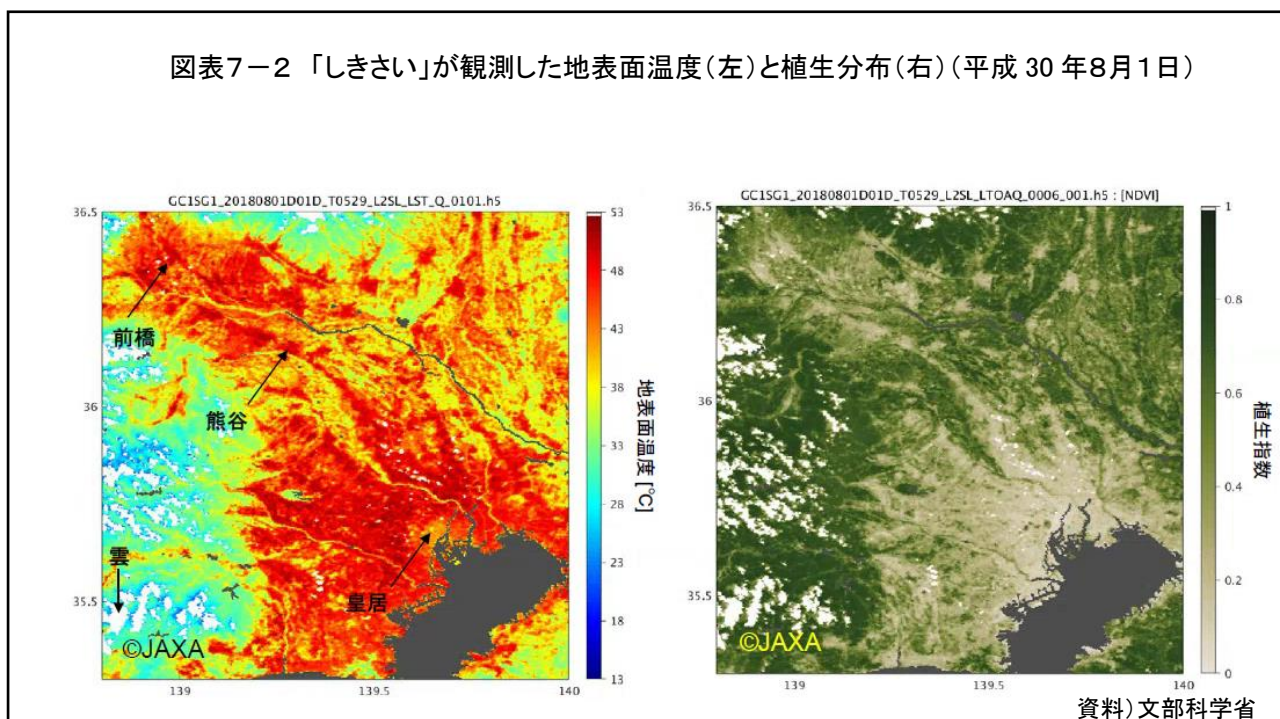 図表7-2 「しきさい」が観測した地表面温度(左)と植生分布(右)(平成 30 年8月1日)
GC1SG1_20180801D01D_T0529_L2SL_LST_Q_0101.h5
36.5
36
35.5
139
139.5
140
前橋
熊谷
雲
皇居
©JAXA
53
48
43
38
33
28
23
18
13
地表面温度 [°C]
GC1SG1_20180801D01D_T0529_L2SL_LTOAQ_0006_001.h5 : [NDVI]
36.5
36
35.5
139
139.5
140
©JAXA
1
0.8
0.6
0.4
0.2
0
植生指数
資料)文部科学省